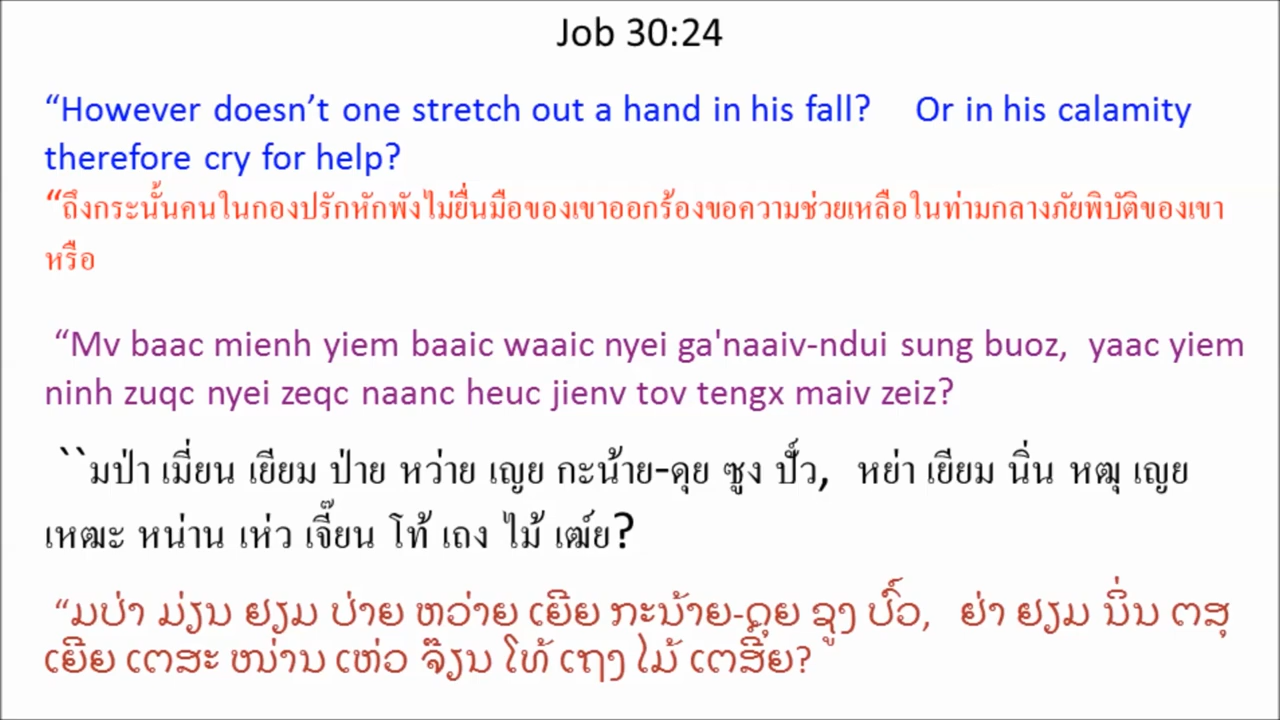 Job 30:24
“However doesn’t one stretch out a hand in his fall? Or in his calamity
therefore cry for help?
“ถึงกระนั้นคนในกองปรักหักพังไม่ยื่นมือของเขาออกร้องขอความช่วยเหลือในท่ามกลางภัยพิบัติของเขา
หรือ
“Mv baac mienh yiem baaic waaic nyei ga'naaiv-ndui sung buoz, yaac yiem
ninh zuqc nyei zeqc naanc heuc jienv tov tengx maiv zeiz?
``มป่า เมี่ยน เยียม ป่าย หว่าย เญย กะน้าย-ดุย ซูง ปั์ว, หย่า เยียม นิ่น หฒุ เญย
เหฒะ หน่าน เห่ว เจี๊ยน โท้ เถง ไม้ เฒ์ย?
“ມປ່າ ມ່ຽນ ຢຽມ ປ່າຍ ຫວ່າຍ ເຍີຍ ກະນ້າຍ-ດຸຍ ຊູງ ປົ໌ວ, ຢ່າ ຢຽມ ນິ່ນ ຕສຸ
ເຍີຍ ເຕສະ ໜ່ານ ເຫ່ວ ຈ໊ຽນ ໂທ້ ເຖງ ໄມ້ ເຕສີ໌ຍ?